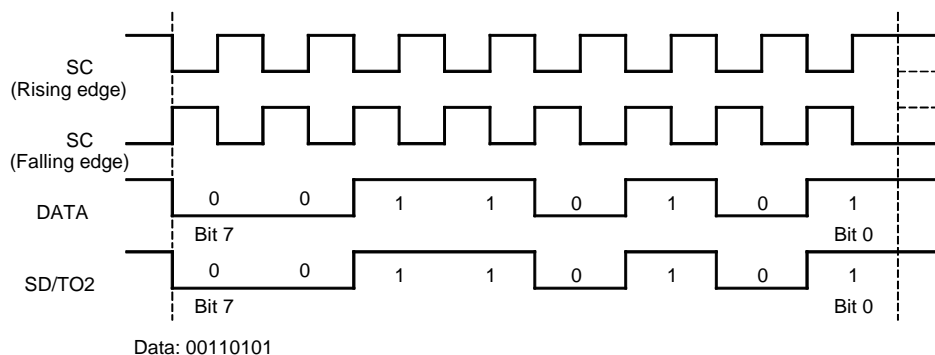 SC
(Rising edge)
SC
(Falling edge)
DATA
0 0 1 1 0 1 0 1
Bit 7 Bit 0
SD/TO2
0 0 1 1 0 1 0 1
Bit 7 Bit 0
Data: 00110101